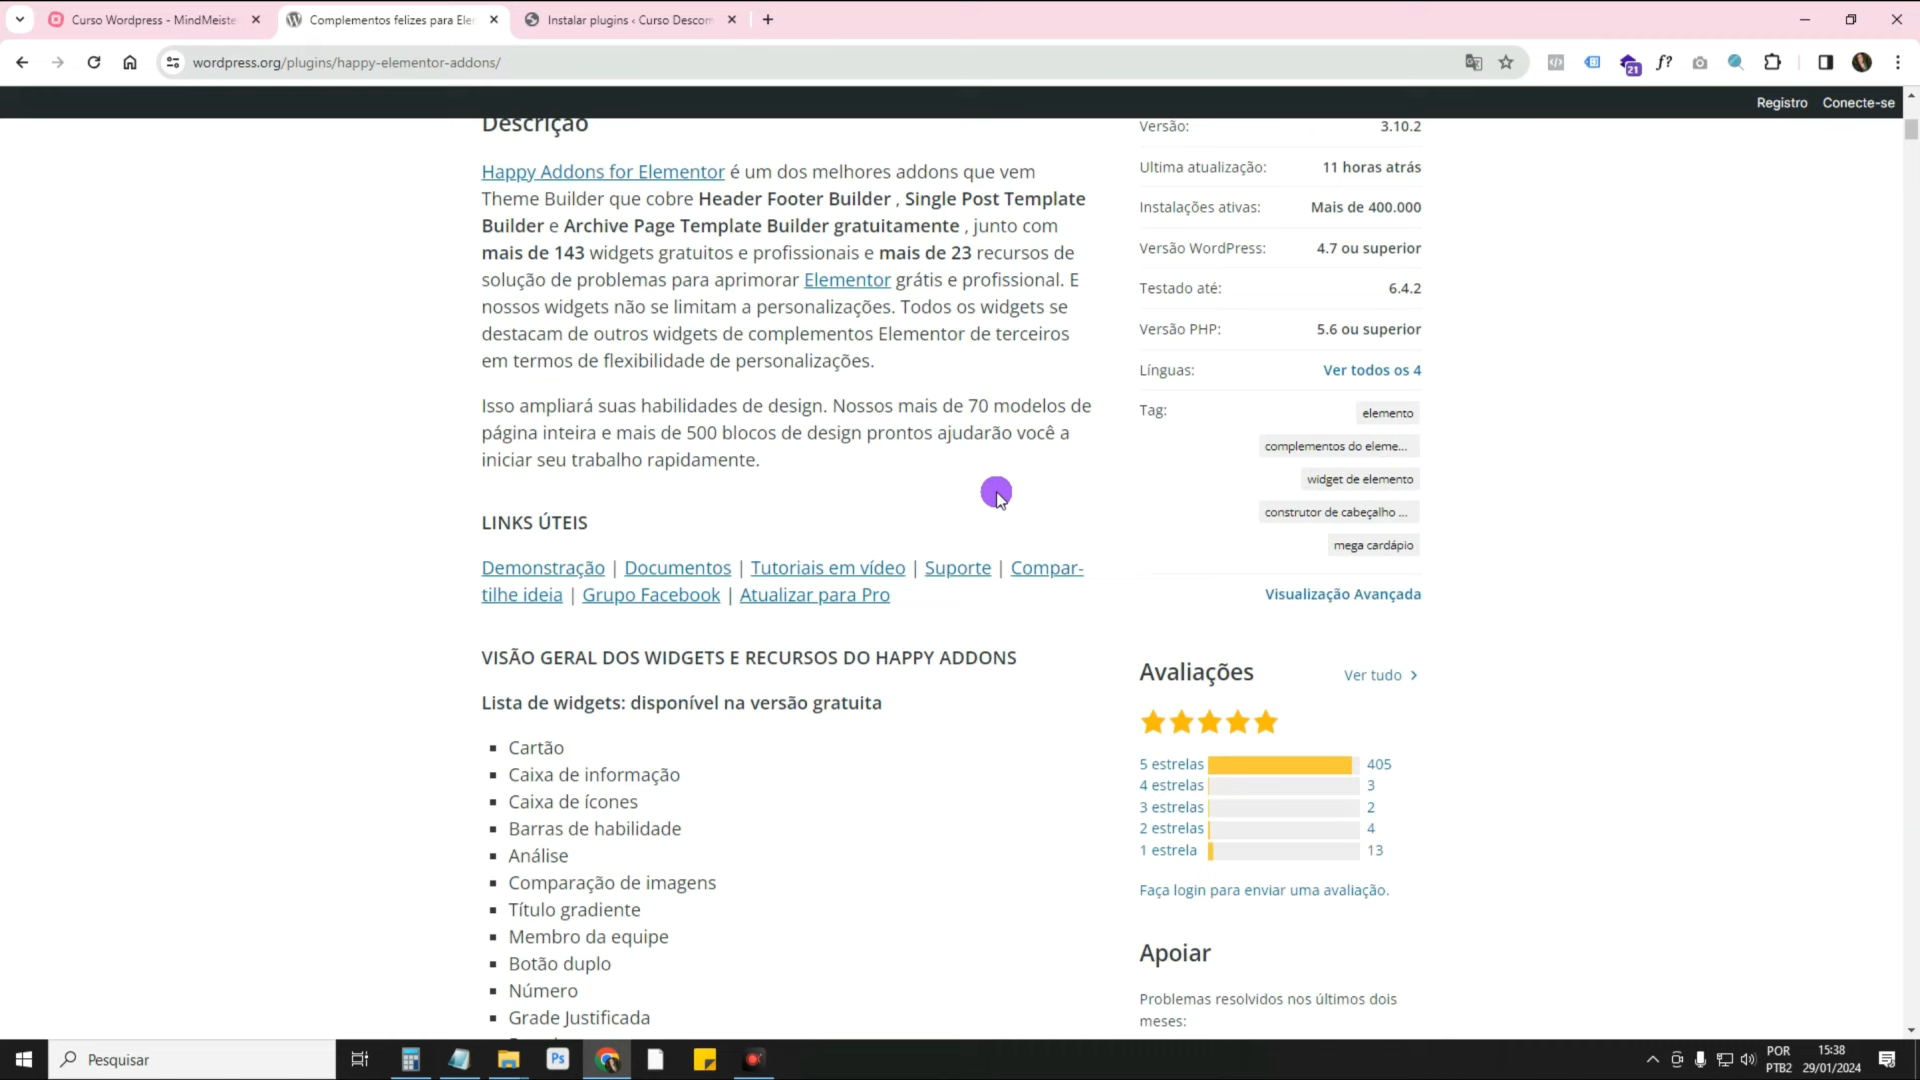 Curso Wordpress - MindMeiste
Complementos felizes para Ele
Instalar plugins ‹ Curso Descom
wordpress.org/plugins/happy-elementor-addons/
21
f?
Registro
Conecte-se
Descrição
Happy Addons for Elementor é um dos melhores addons que vem
Theme Builder que cobre Header Footer Builder , Single Post Template
Builder e Archive Page Template Builder gratuitamente , junto com
mais de 143 widgets gratuitos e profissionais e mais de 23 recursos de
solução de problemas para aprimorar Elementor grátis e profissional. E
nossos widgets não se limitam a personalizações. Todos os widgets se
destacam de outros widgets de complementos Elementor de terceiros
em termos de flexibilidade de personalizações.
Isso ampliará suas habilidades de design. Nossos mais de 70 modelos de
página inteira e mais de 500 blocos de design prontos ajudarão você a
iniciar seu trabalho rapidamente.
LINKS ÚTEIS
Demonstração | Documentos | Tutoriais em vídeo | Suporte | Compar-
tilhe ideia | Grupo Facebook | Atualizar para Pro
VISÃO GERAL DOS WIDGETS E RECURSOS DO HAPPY ADDONS
Lista de widgets: disponível na versão gratuita
Cartão
Caixa de informação
Caixa de ícones
Barras de habilidade
Análise
Comparação de imagens
Título gradiente
Membro da equipe
Botão duplo
Número
Grade Justificada
Versão: 3.10.2
Ultima atualização: 11 horas atrás
Instalações ativas: Mais de 400.000
Versão WordPress: 4.7 ou superior
Testado até: 6.4.2
Versão PHP: 5.6 ou superior
Línguas: Ver todos os 4
Tag: elemento
complementos do eleme...
widget de elemento
construtor de cabeçalho ...
mega cardápio
Visualização Avançada
Avaliações Ver tudo
5 estrelas 405
4 estrelas 3
3 estrelas 2
2 estrelas 4
1 estrela 13
Faça login para enviar uma avaliação.
Apoiar
Problemas resolvidos nos últimos dois
meses:
Pesquisar
Ps
POR
PTB2
15:38
29/01/2024